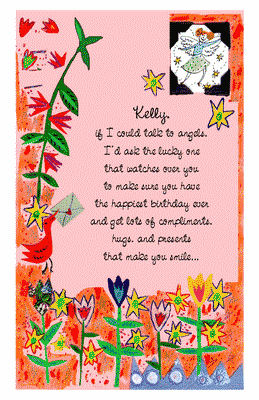 Kelly,
if I could talk to angels,
I'd ask the lucky one
that watches over you
to make sure you have
the happiest birthday ever
and get lots of compliments,
hugs, and presents
that make you smile...